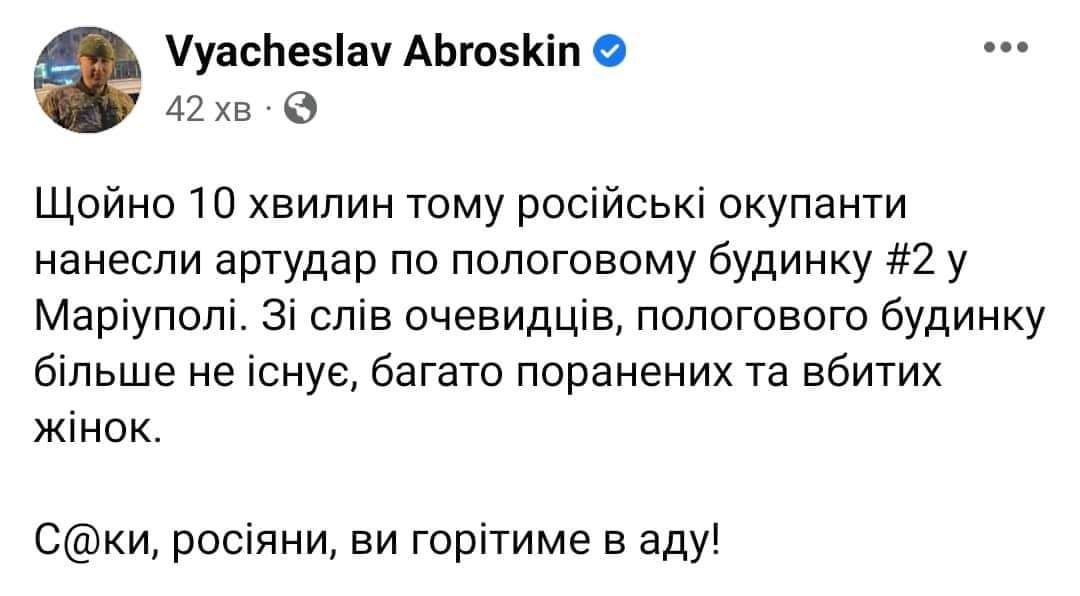 Vyacheslav Abroskin
42 хв ·
Щойно 10 хвилин тому російські окупанти
нанесли артудар по пологовому будинку #2 у
Маріуполі. Зі слів очевидців, пологового будинку
більше не існує, багато поранених та вбитих
жінок.
С@ки, росіяни, ви горітиме в аду!